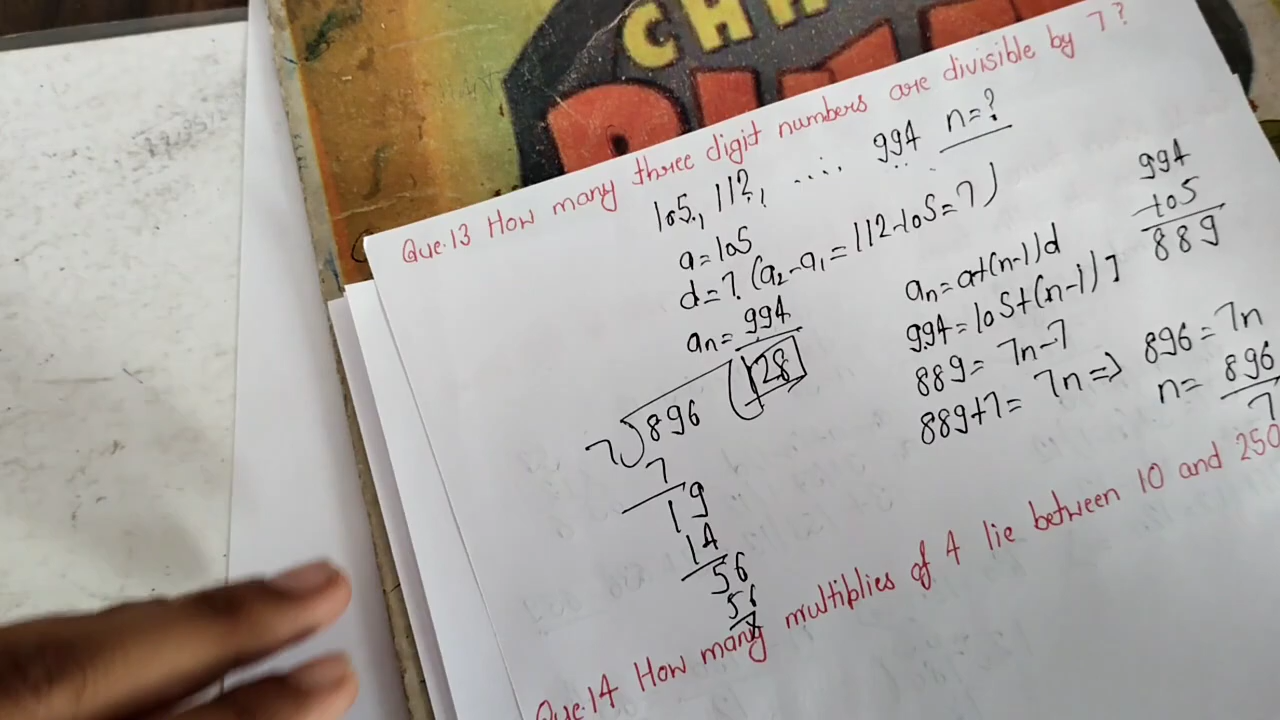 CHA
Que.13 How many three digit numbers are divisible by 7?
105, 112, ..... 994 n=?
a=105
d=7. (a2-a1=112-105=7)
an=994
7)896(128
7
19
14
56
56
x
an=a+(n-1)d
994=105+(n-1)7
889=7n-7
889+7=7n=> 896=7n
n=896/7
994
-105
889
Que.14 How many multiplies of 4 lie between 10 and 250